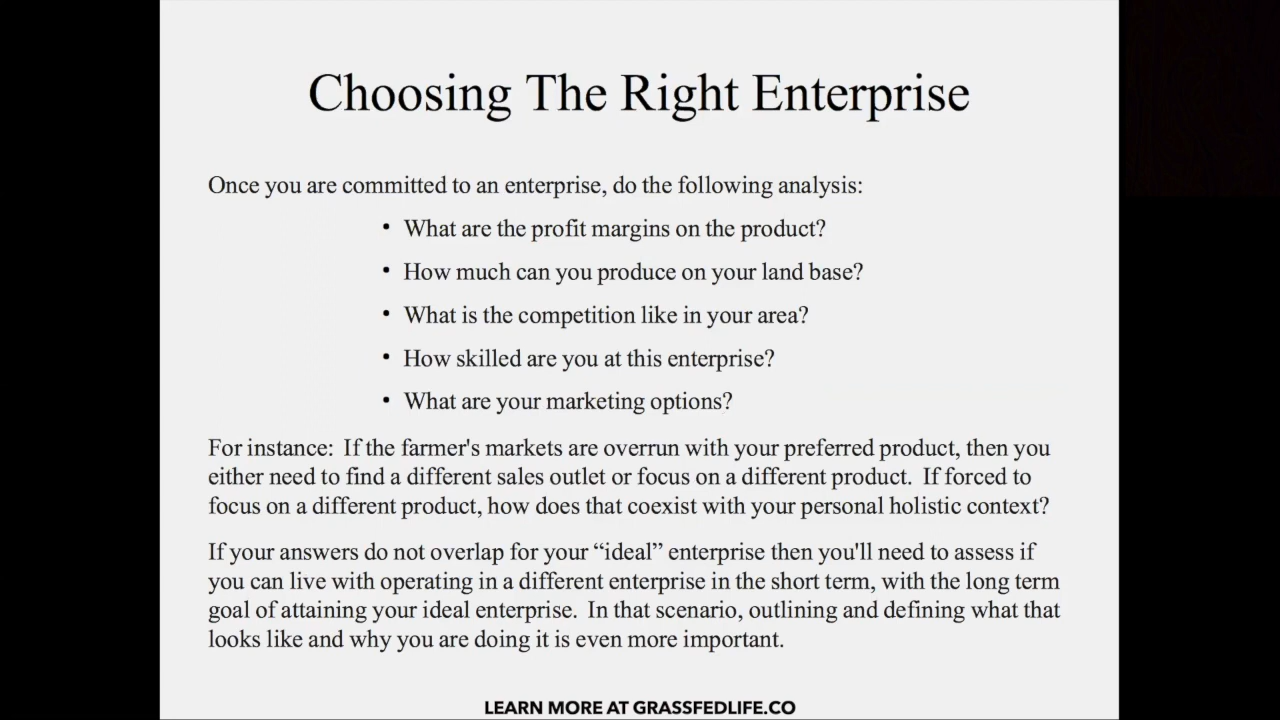 Choosing The Right Enterprise
Once you are committed to an enterprise, do the following analysis:
• What are the profit margins on the product?
• How much can you produce on your land base?
• What is the competition like in your area?
• How skilled are you at this enterprise?
• What are your marketing options?
For instance: If the farmer's markets are overrun with your preferred product, then you
either need to find a different sales outlet or focus on a different product. If forced to
focus on a different product, how does that coexist with your personal holistic context?
If your answers do not overlap for your “ideal” enterprise then you'll need to assess if
you can live with operating in a different enterprise in the short term, with the long term
goal of attaining your ideal enterprise. In that scenario, outlining and defining what that
looks like and why you are doing it is even more important.
LEARN MORE AT GRASSFEDLIFE.CO